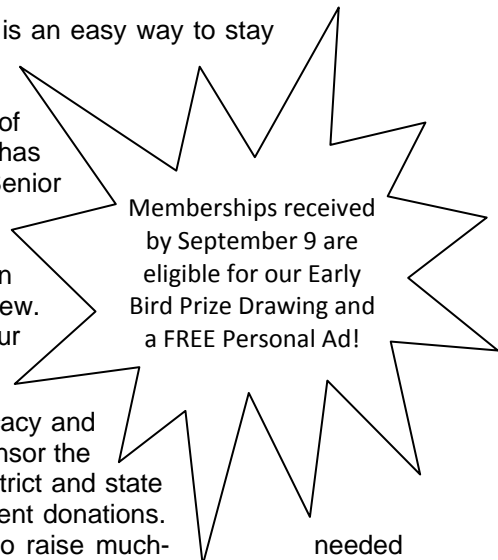 is an easy way to stay
of
has
Senior
n
ew.
ur
acy and
nsor the
trict and state
ent donations.
o raise much- needed
Memberships received
by September 9 are
eligible for our Early
Bird Prize Drawing and
a FREE Personal Ad!